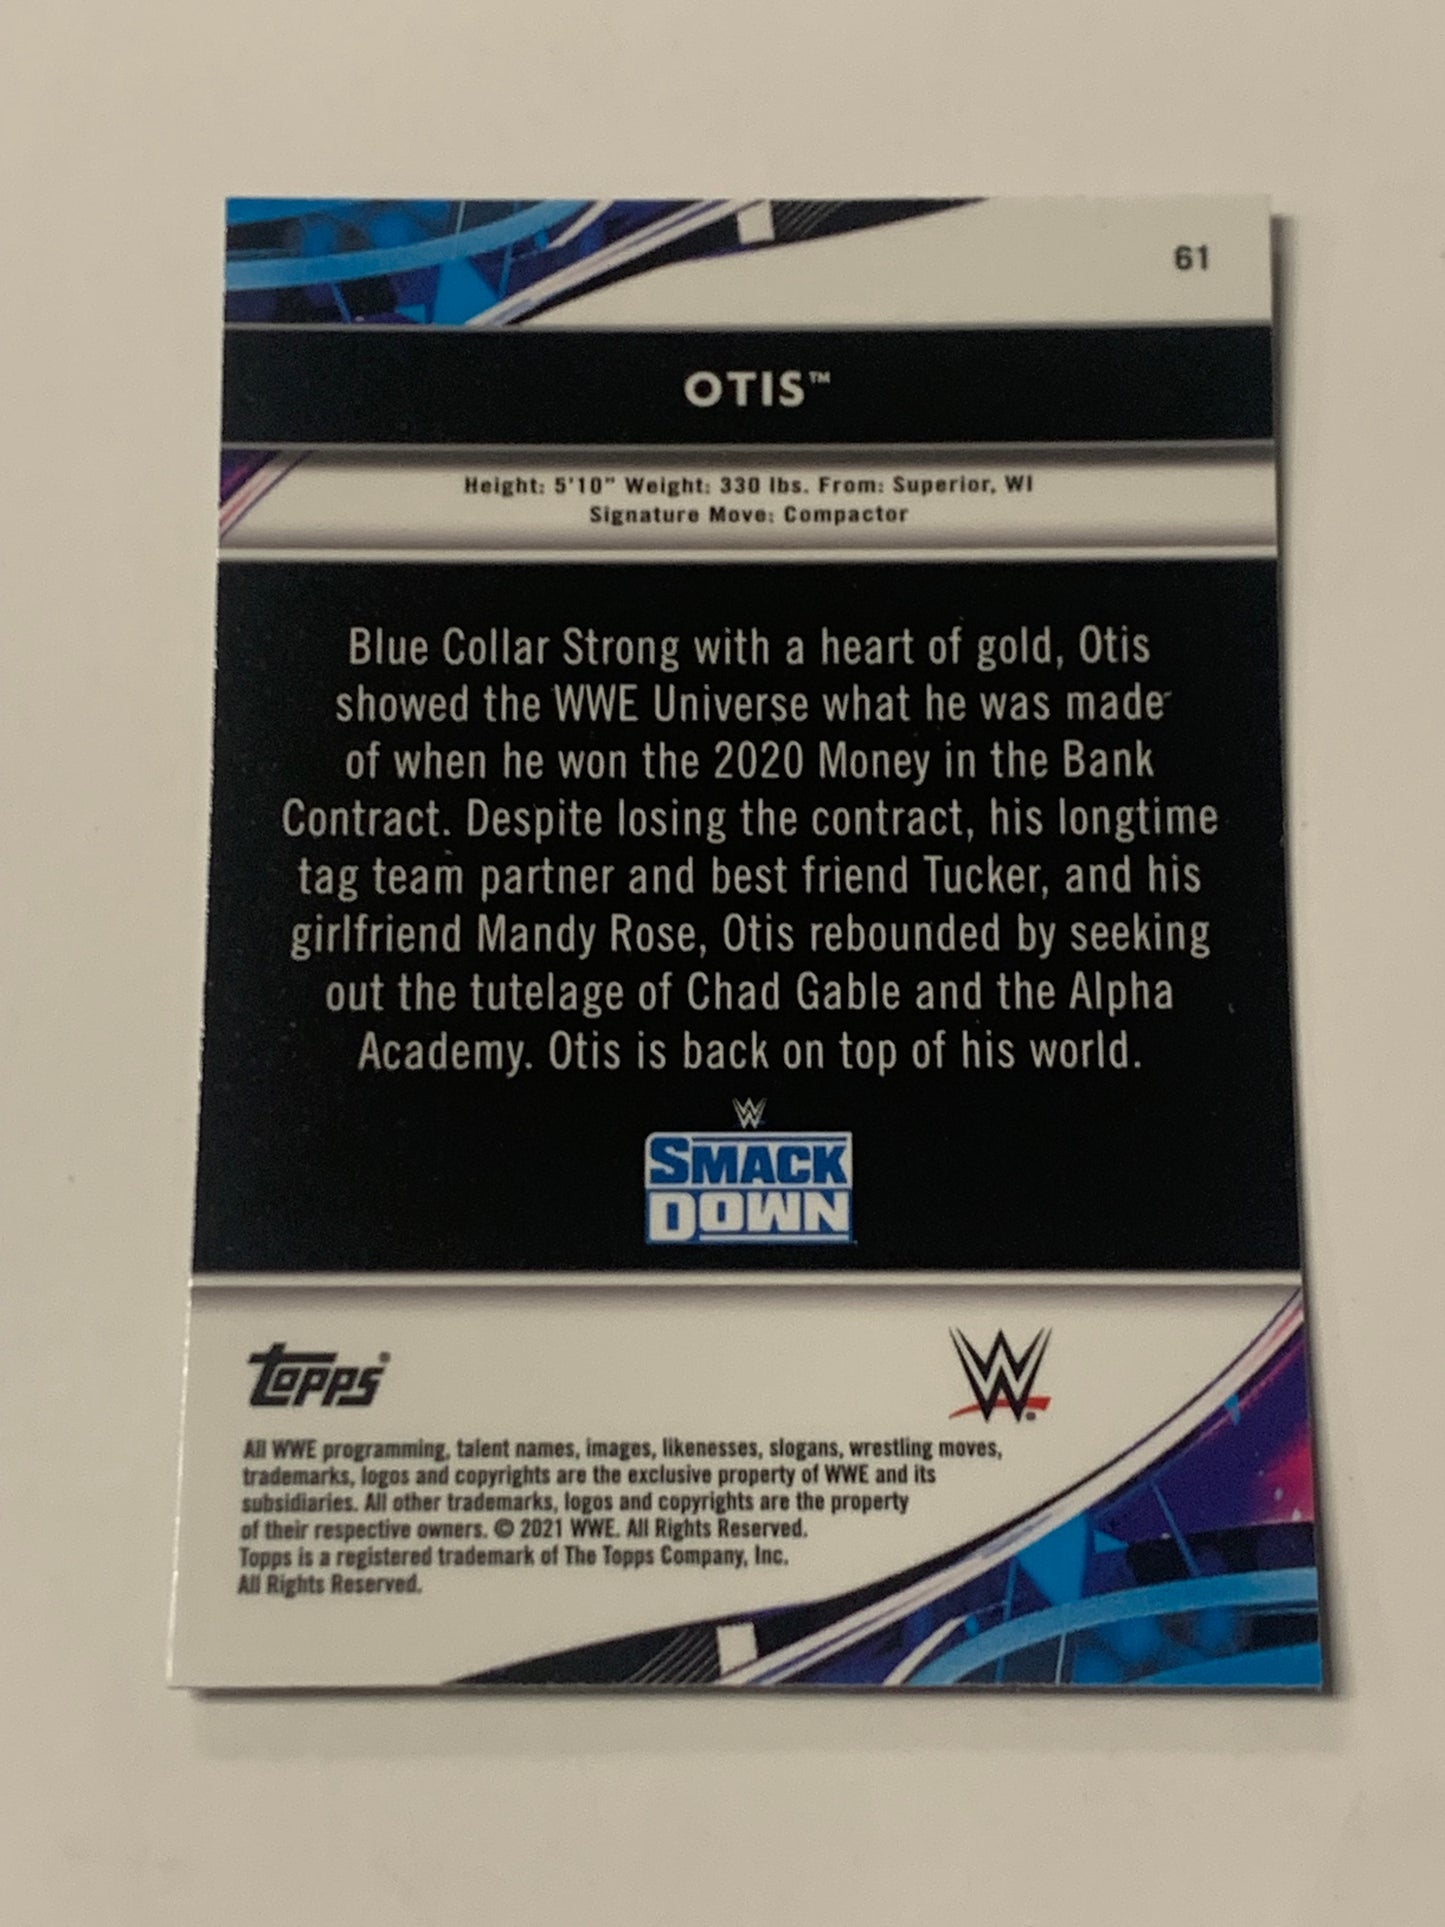 61
OTIS™
Height: 5'10" Weight: 330 lbs. From: Superior, WI
Signature Move: Compactor
Blue Collar Strong with a heart of gold, Otis
showed the WWE Universe what he was made
of when he won the 2020 Money in the Bank
Contract. Despite losing the contract, his longtime
tag team partner and best friend Tucker, and his
girlfriend Mandy Rose, Otis rebounded by seeking
out the tutelage of Chad Gable and the Alpha
Academy. Otis is back on top of his world.
W
SMACK
DOWN
topps®
W®
All WWE programming, talent names, images, likenesses, slogans, wrestling moves,
trademarks, logos and copyrights are the exclusive property of WWE and its
subsidiaries. All other trademarks, logos and copyrights are the property
of their respective owners. © 2021 WWE. All Rights Reserved.
Topps is a registered trademark of The Topps Company, Inc.
All Rights Reserved.